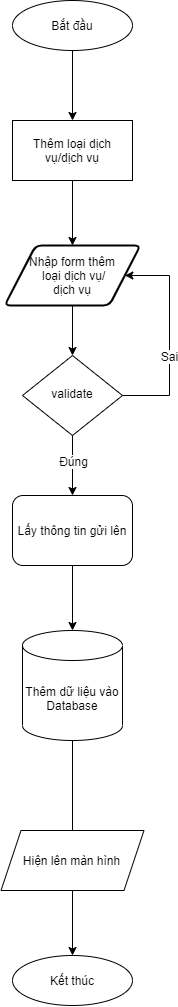 Bắt đầu
Thêm loại dịch
vụ/dịch vụ
Nhập form thêm
loại dịch vụ/
dịch vụ
Sai
validate
Đúng
Lấy thông tin gửi lên
Thêm dữ liệu vào
Database
Hiện lên màn hình
Kết thúc